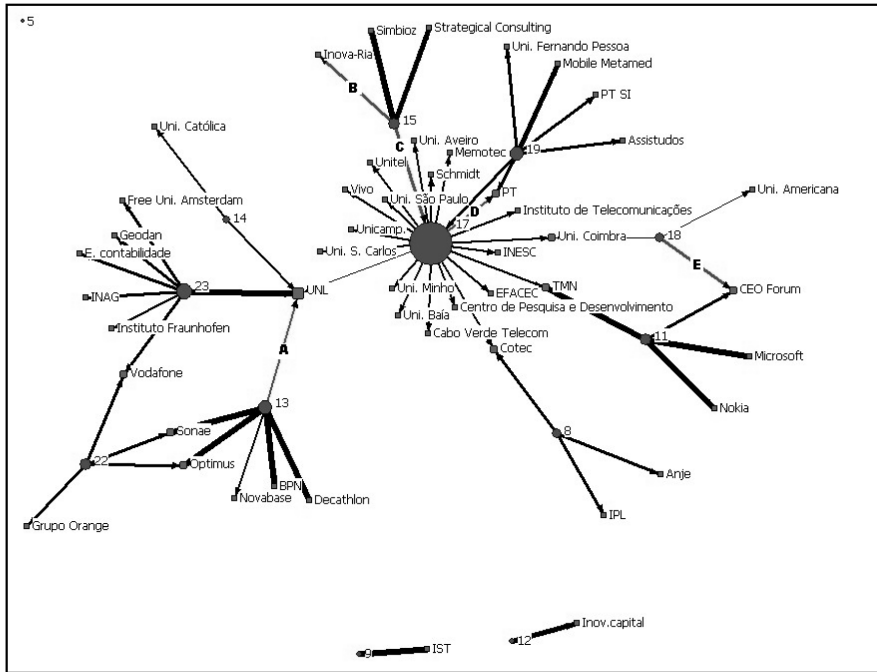 5
Simbioz
Strategical Consulting
Inova-Ria
Uni. Fernando Pessoa
Mobile Metamed
B
PT SI
15
Uni. Católica
C
Uni. Aveiro
Assistudos
Memotec
19
Unitel
Schmidt
Vivo
Uni. São Paulo
PT
Uni. Americana
Free Uni. Amsterdam
D
Instituto de Telecomunicações
14
17
Geodan
Unicamp.
Uni. Coimbra
18
E. contabilidade
Uni. S. Carlos
INESC
E
23
UNL
Uni. Minho
EFACEC
TMN
CEO Forum
INAG
Centro de Pesquisa e Desenvolvimento
Uni. Baía
Instituto Fraunhofen
Cabo Verde Telecom
11
A
Cotec
Microsoft
Vodafone
13
Nokia
Sonae
8
22
Optimus
Anje
BPN
Novabase
Decathlon
IPL
Grupo Orange
Inov.capital
12
IST
9